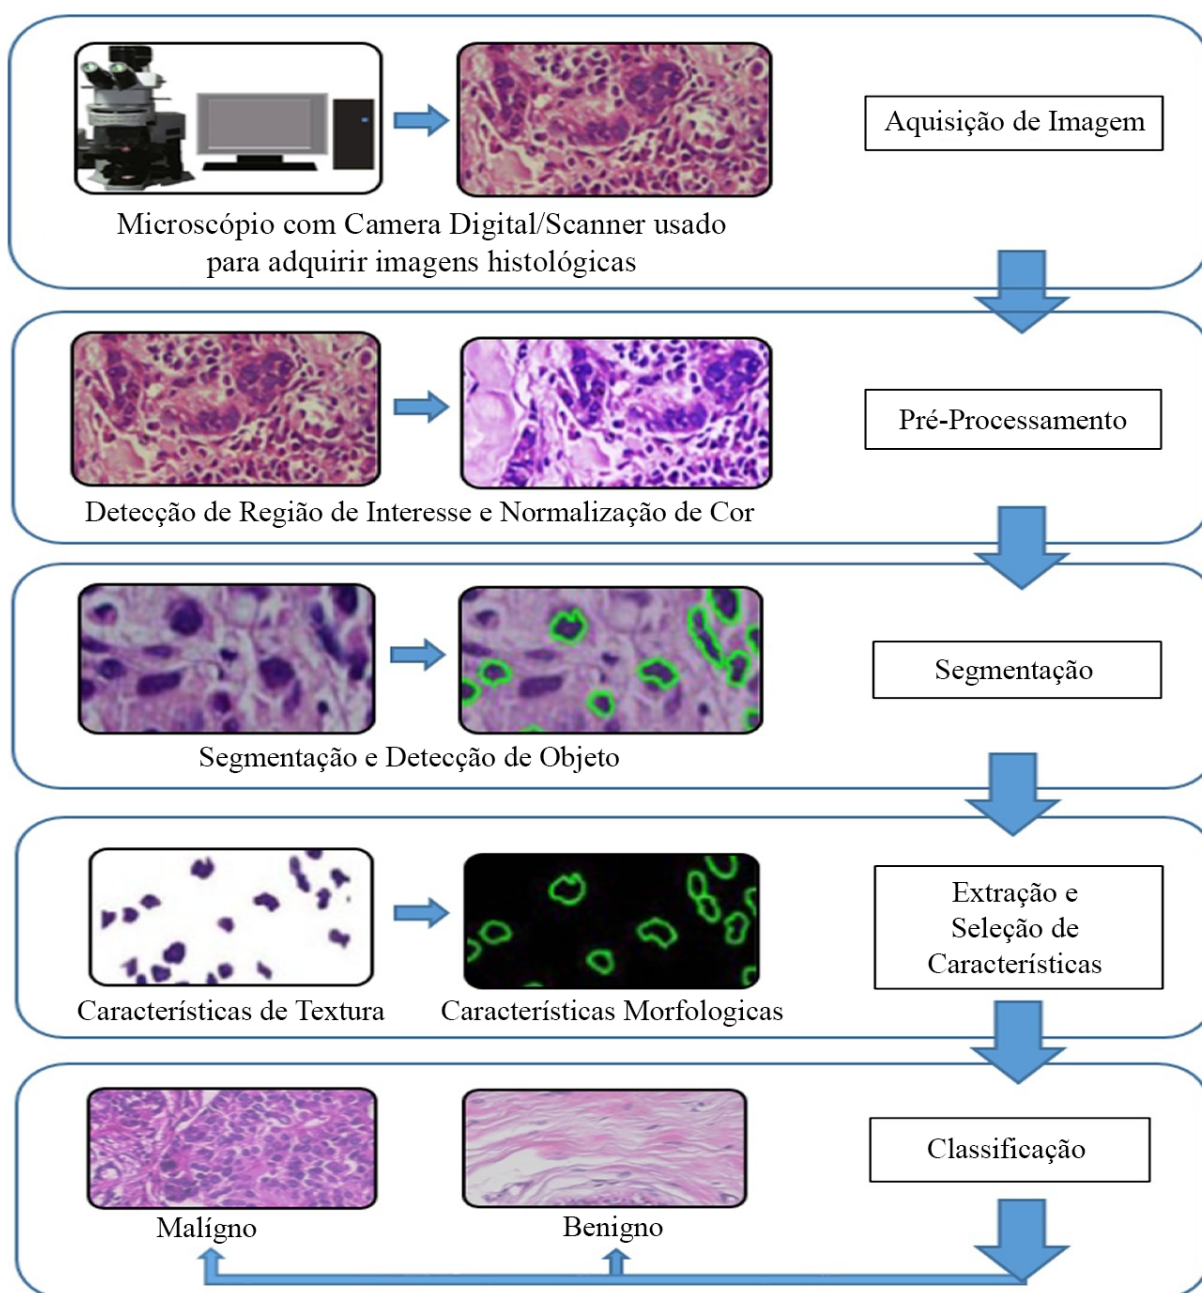 Aquisição de Imagem
Microscópio com Camera Digital/Scanner usado
para adquirir imagens histológicas
Pré-Processamento
Detecção de Região de Interesse e Normalização de Cor
Segmentação
Segmentação e Detecção de Objeto
Extração e
Seleção de
Características
Características de Textura
Características Morfologicas
Classificação
Malígno
Benigno